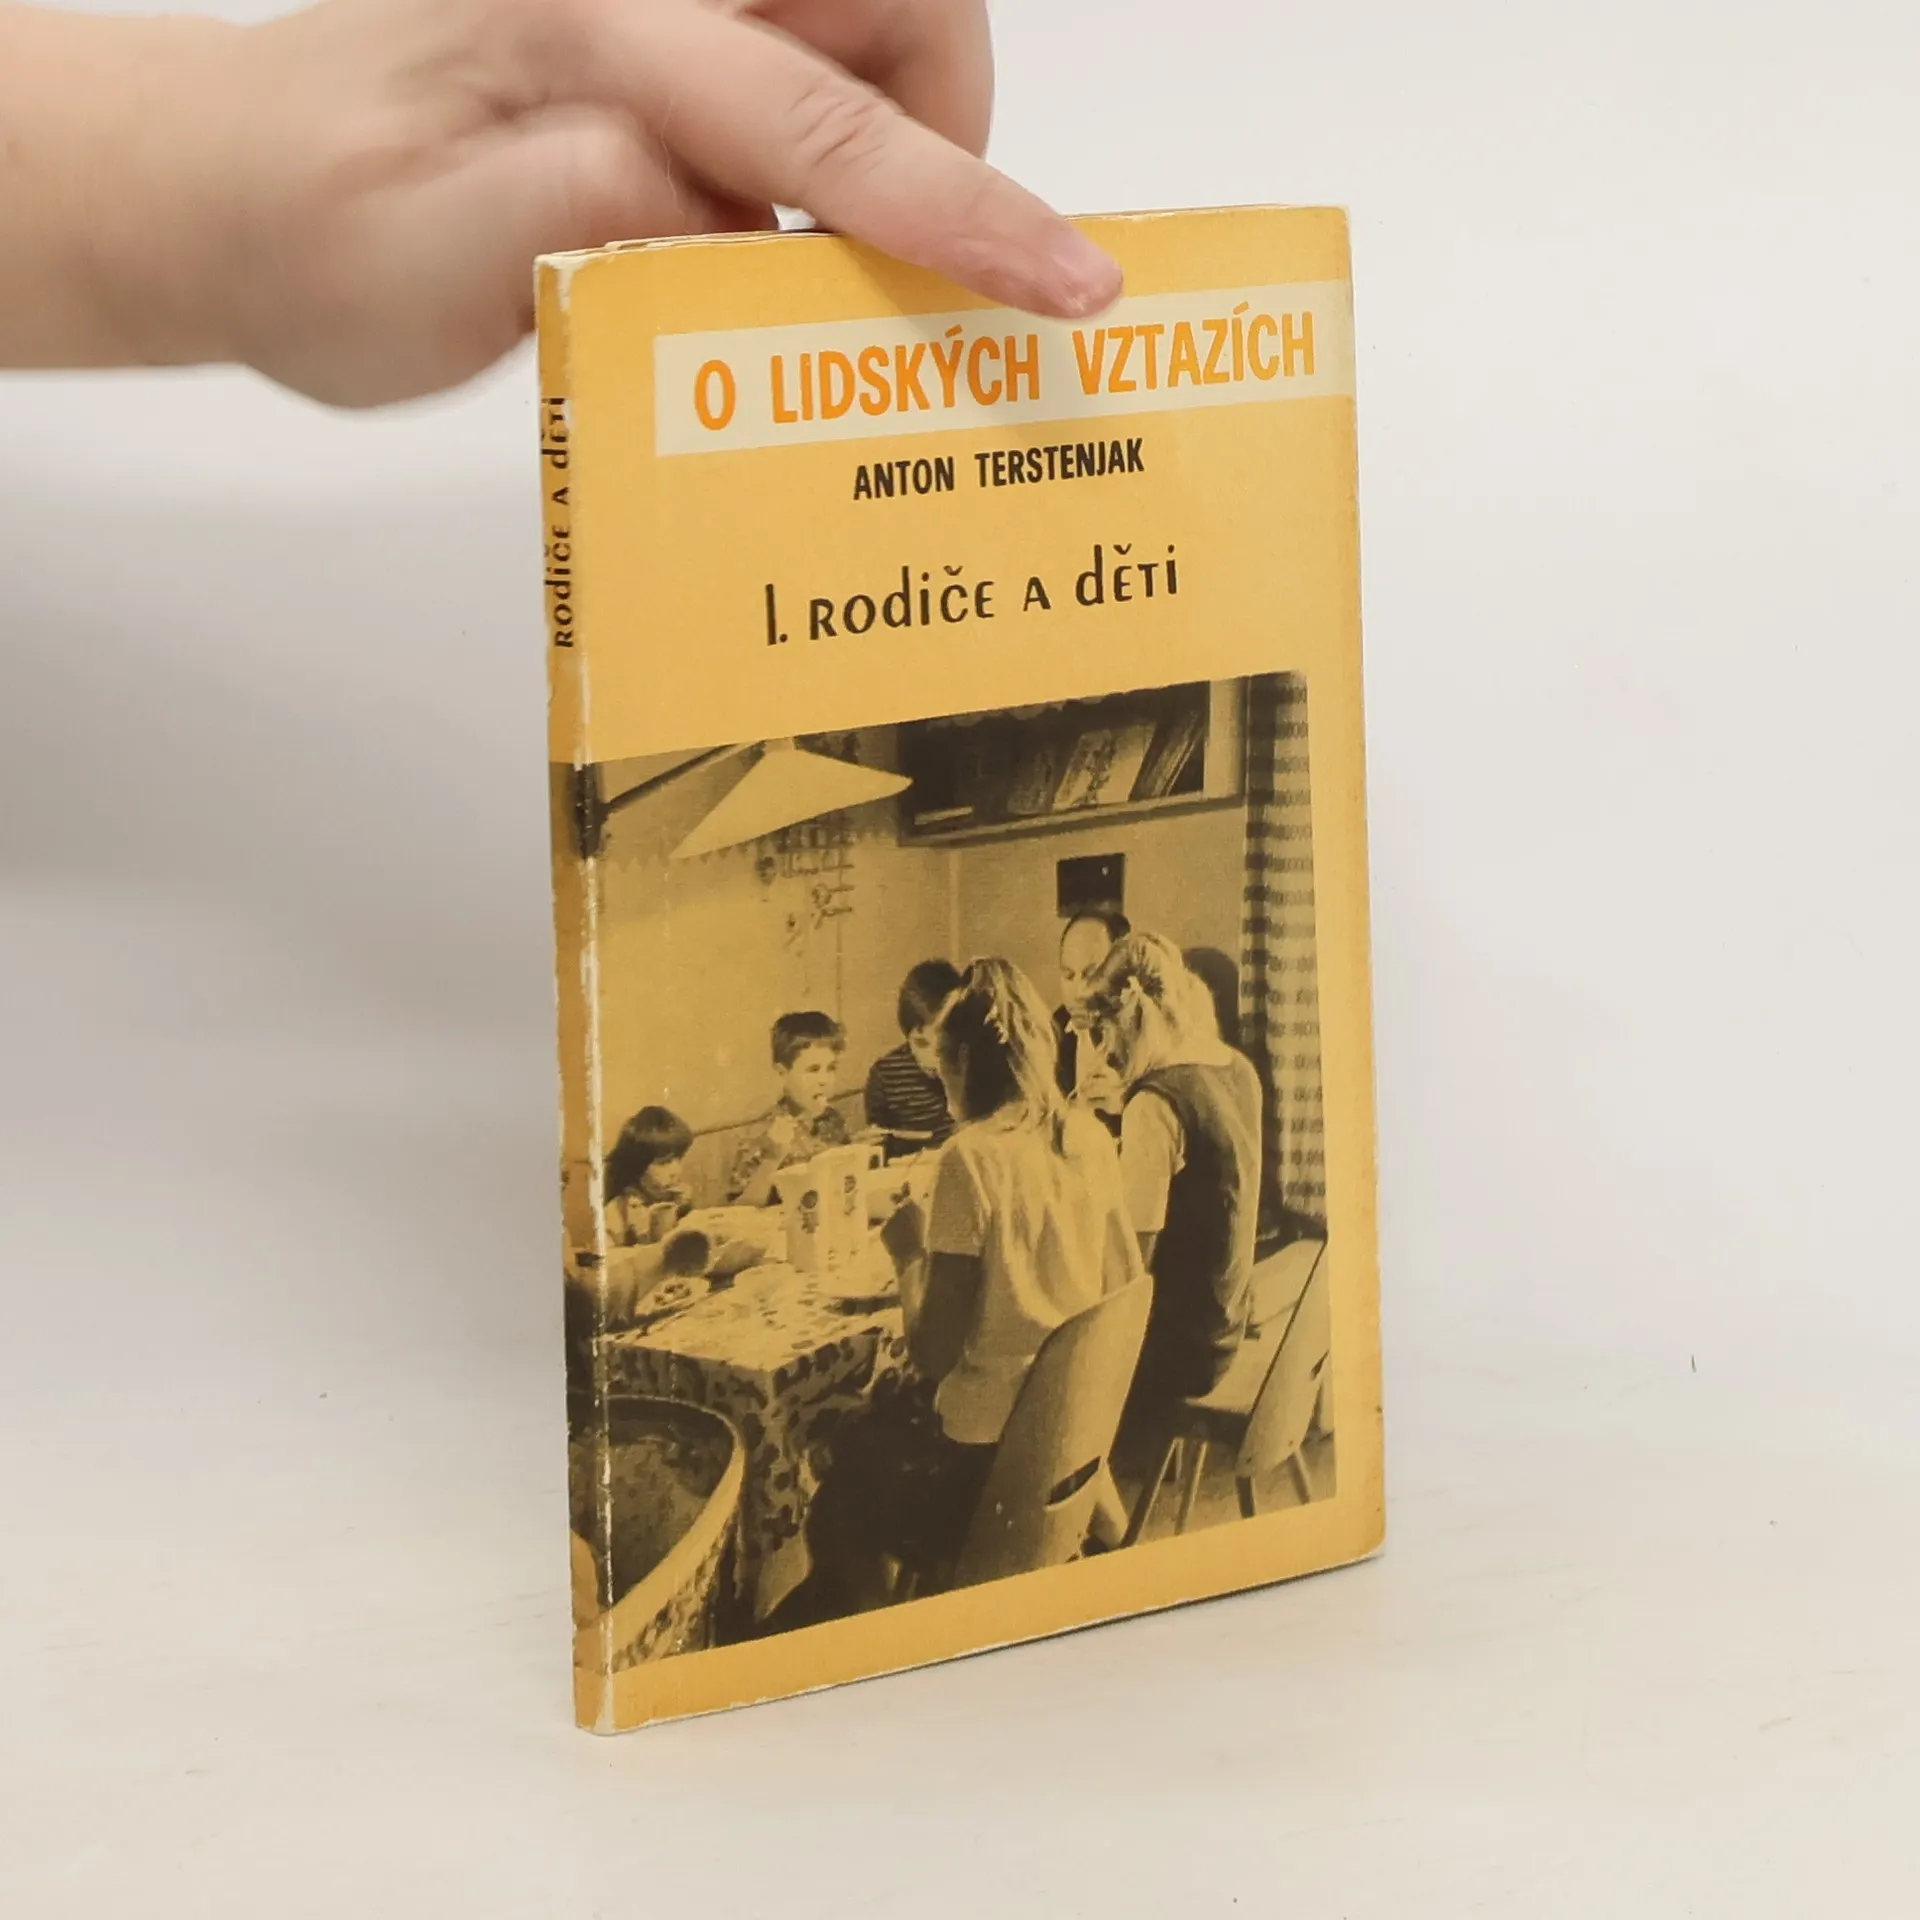 O LIDSKÝCH VZTAZÍCH
ANTON TERSTENJAK
I. RODIČE A DĚTI
RODIČE A DĚTI